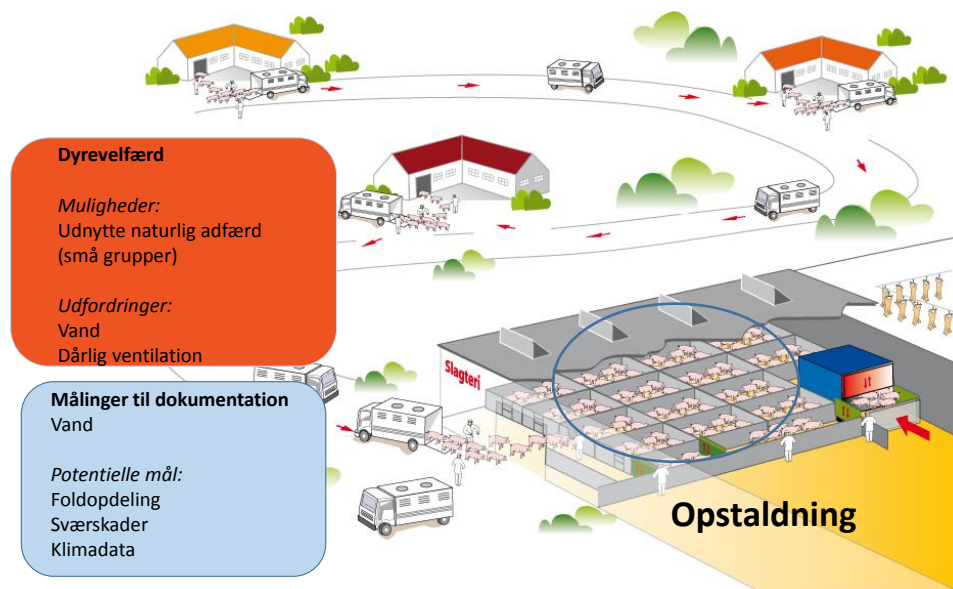 Dyrevelfærd
Muligheder:
Udnytte naturlig adfærd
(små grupper)
Udfordringer:
Vand
Dårlig ventilation
Målinger til dokumentation
Vand
Potentielle mål:
Foldopdeling
Sværskader
Klimadata
Slagteri
Opstaldning